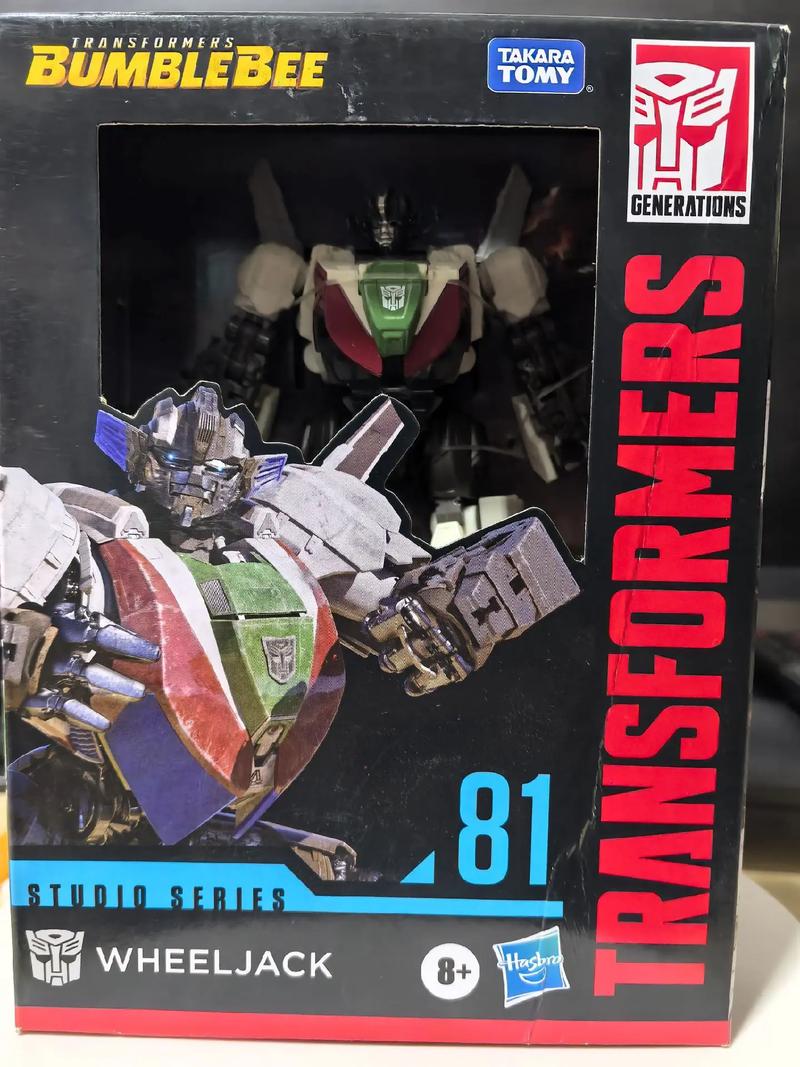 TRANSFORMERS
BUMBLEBEE
TAKARA
TOMY®
GENERATIONS
TRANSFORMERS
81
STUDIO SERIES
WHEELJACK
8+
Hasbro